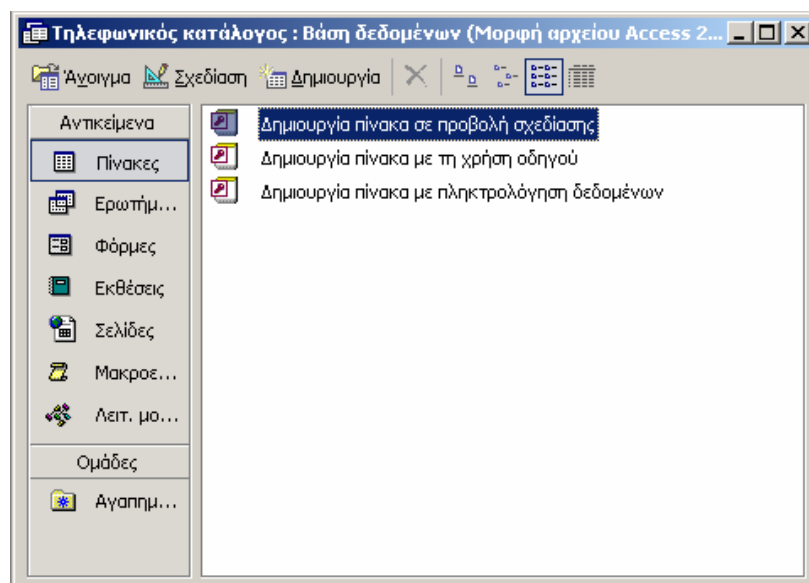 Τηλεφωνικός κατάλογος : Βάση δεδομένων (Μορφή αρχείου Access 2...
Άνοιγμα Σχεδίαση Δημιουργία
Αντικείμενα
Πίνακες
Ερωτήμ...
Φόρμες
Εκθέσεις
Σελίδες
Μακροε...
Λειτ. μο...
Ομάδες
Αγαπημ...
Δημιουργία πίνακα σε προβολή σχεδίασης
Δημιουργία πίνακα με τη χρήση οδηγού
Δημιουργία πίνακα με πληκτρολόγηση δεδομένων